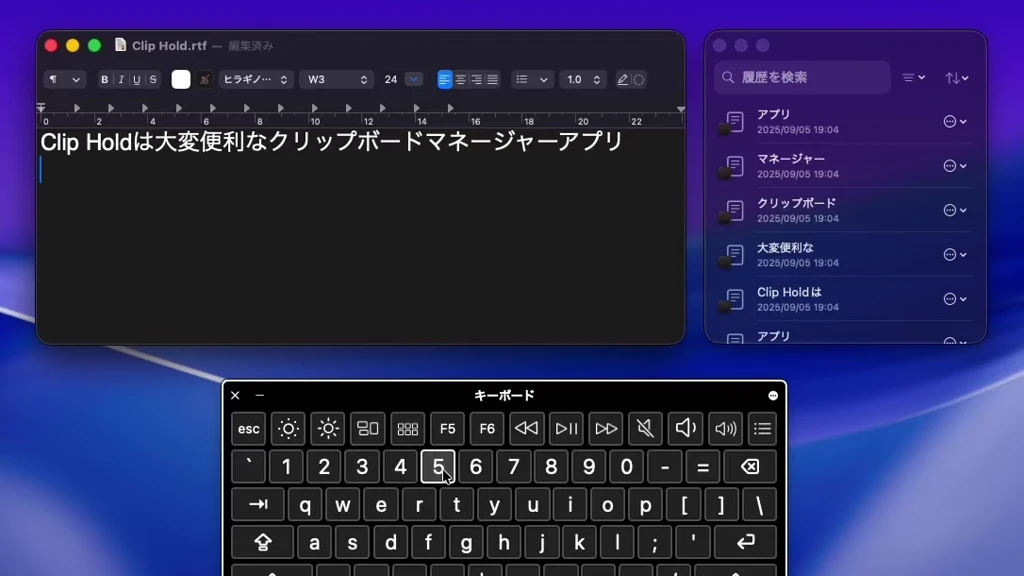 Clip Hold.rtf — 編集済み
¶ B I U S ヒラギノ… W3 24 1.0
0 2 4 6 8 10 12 14 16 18 20 22
Clip Holdは大変便利なクリップボードマネージャーアプリ
履歴を検索
アプリ
2025/09/05 19:04
マネージャー
2025/09/05 19:04
クリップボード
2025/09/05 19:04
大変便利な
2025/09/05 19:04
Clip Holdは
2025/09/05 19:04
アプリ
キーボード
esc F5 F6
` 1 2 3 4 5 6 7 8 9 0 - =
q w e r t y u i o p [ ] \
a s d f g h j k l ; '